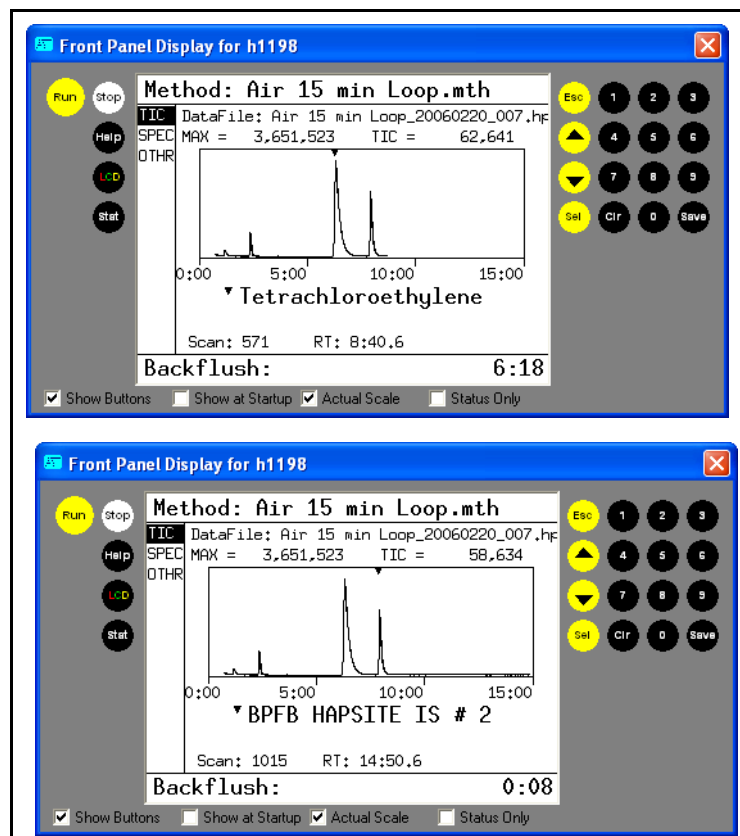 Front Panel Display for h1198
Run Stop Method: Air 15 min Loop.mth Esc 1 2 3
TIC DataFile: Air 15 min Loop_20060220_007.hp
Help SPEC MAX = 3,651,523 TIC = 62,641 4 5 6
OTHR
LCD 7 8 9
Stat Sel Clr 0 Save
0:00 5:00 10:00 15:00
Tetrachloroethylene
Scan: 571 RT: 8:40.6
Backflush: 6:18
Show Buttons Show at Startup Actual Scale Status Only
Front Panel Display for h1198
Run Stop Method: Air 15 min Loop.mth Esc 1 2 3
TIC DataFile: Air 15 min Loop_20060220_007.hp
Help SPEC MAX = 3,651,523 TIC = 58,634 4 5 6
OTHR
LCD 7 8 9
Stat Sel Clr 0 Save
0:00 5:00 10:00 15:00
BPFB HAPSITE IS # 2
Scan: 1015 RT: 14:50.6
Backflush: 0:08
Show Buttons Show at Startup Actual Scale Status Only